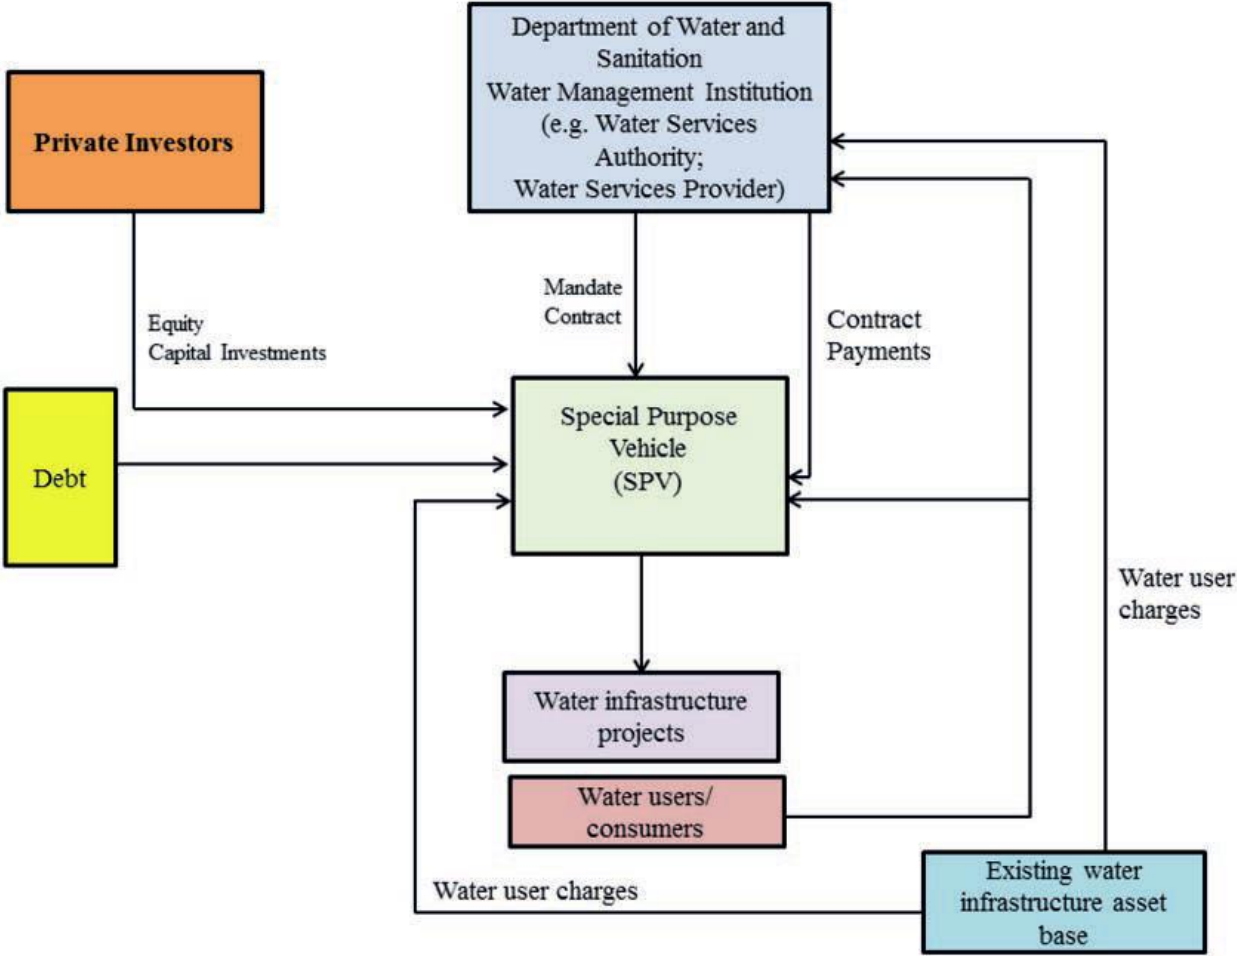 Department of Water and
Sanitation
Water Management Institution
(e.g. Water Services
Authority;
Water Services Provider)
Private Investors
Mandate
Contract
Contract
Payments
Equity
Capital Investments
Special Purpose
Vehicle
(SPV)
Debt
Water user
charges
Water infrastructure
projects
Water users/
consumers
Water user charges
Existing water
infrastructure asset
base